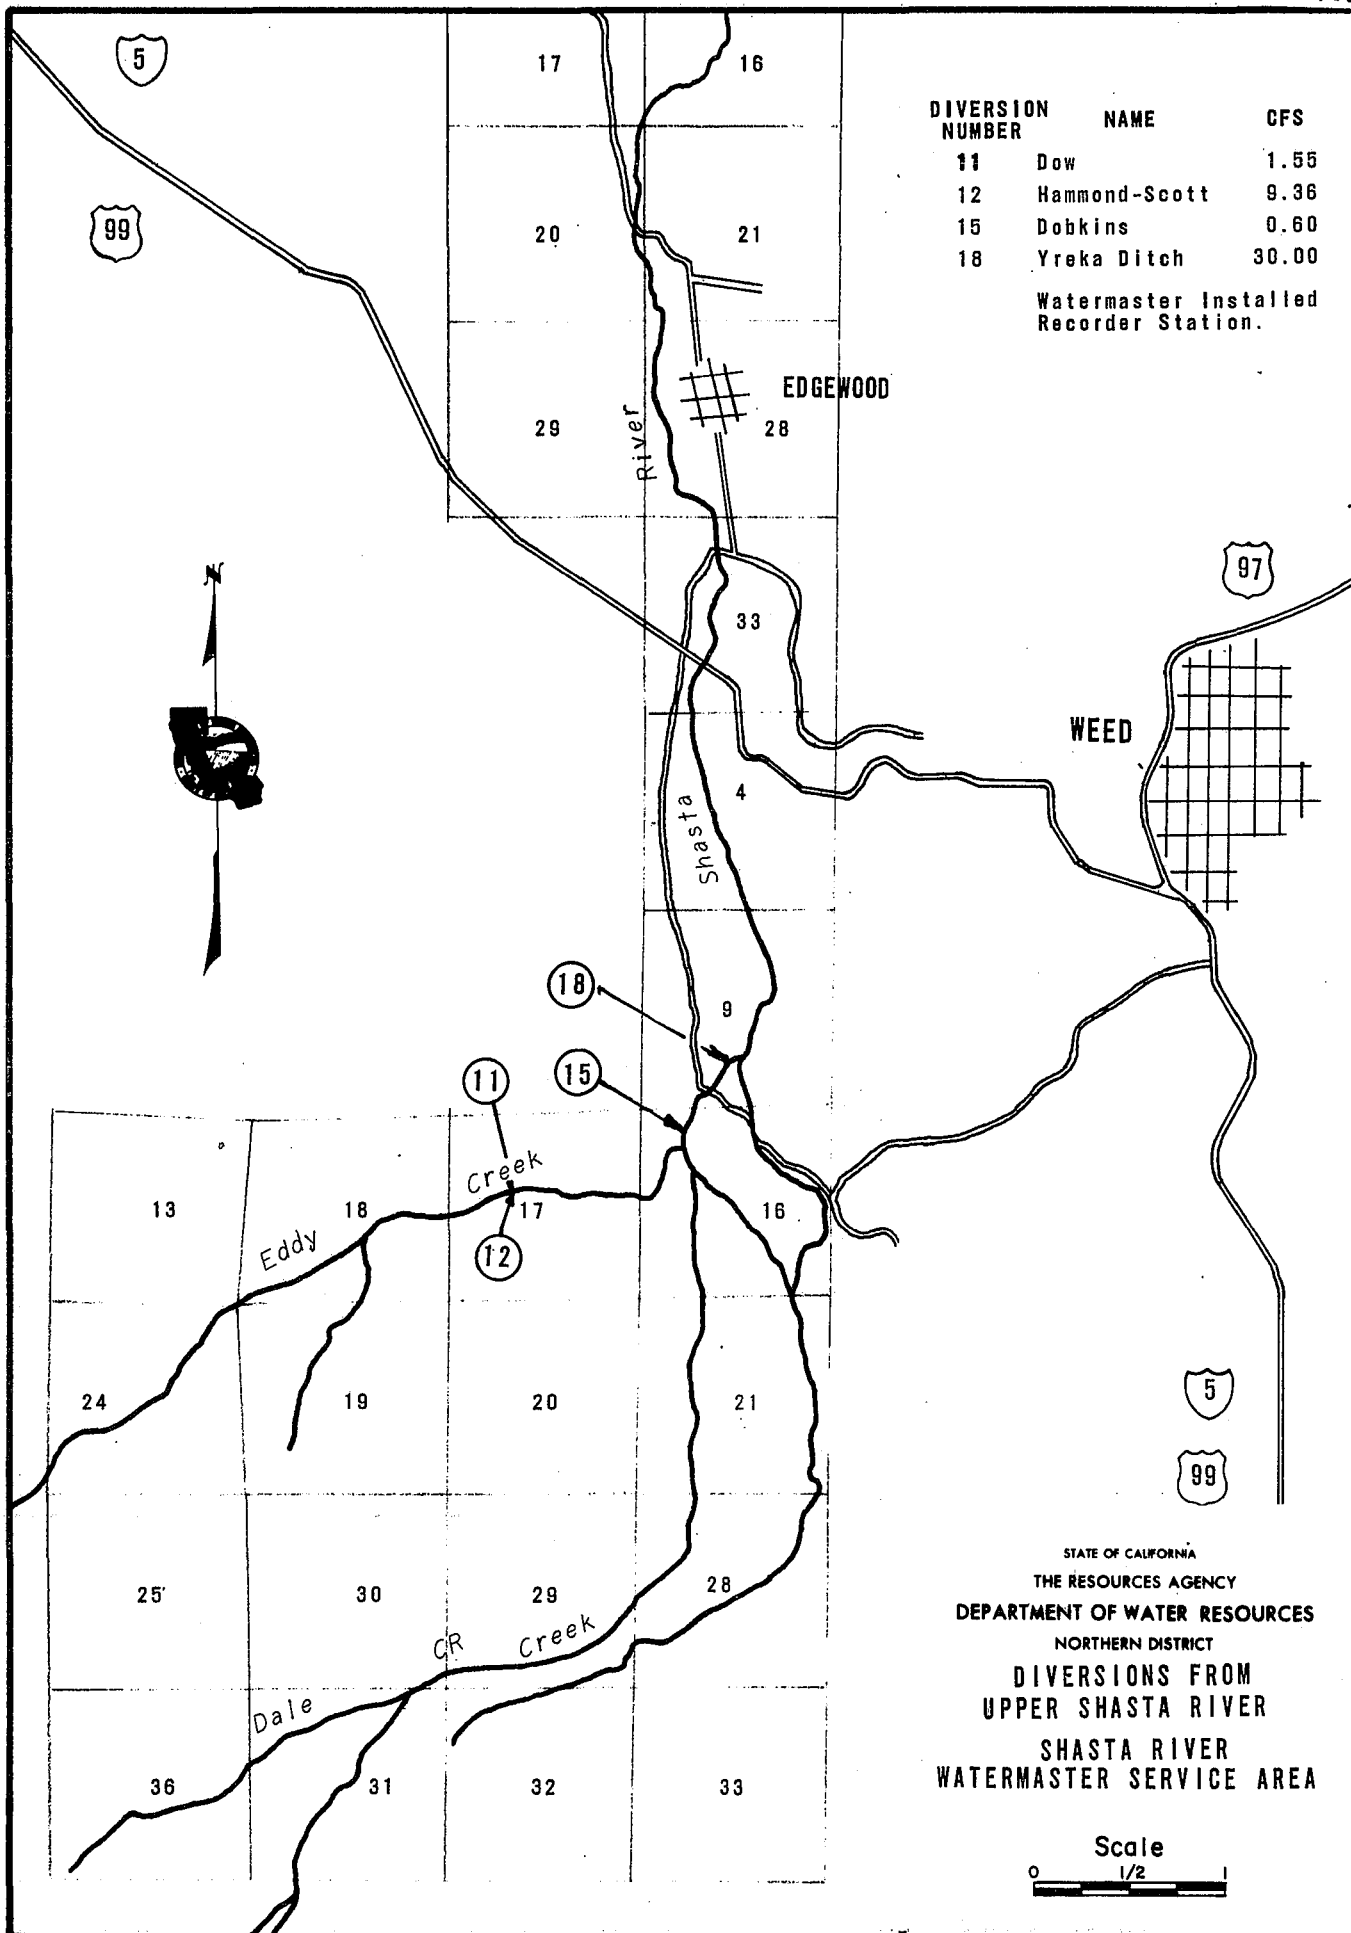 5
17
16
99
20
21
DIVERSION NUMBER NAME CFS
11 Dow 1.55
12 Hammond-Scott 9.36
15 Dobkins 0.60
18 Yreka Ditch 30.00
Watermaster Installed
Recorder Station.
EDGEWOOD
29
28
River
97
N
33
WEED
4
Shasta
18
9
15
11
Creek
13
18
17
16
Eddy
12
24
19
20
21
5
99
25
30
29
28
CR
Creek
Dale
36
31
32
33
STATE OF CALIFORNIA
THE RESOURCES AGENCY
DEPARTMENT OF WATER RESOURCES
NORTHERN DISTRICT
DIVERSIONS FROM
UPPER SHASTA RIVER
SHASTA RIVER
WATERMASTER SERVICE AREA
Scale
0 1/2 1